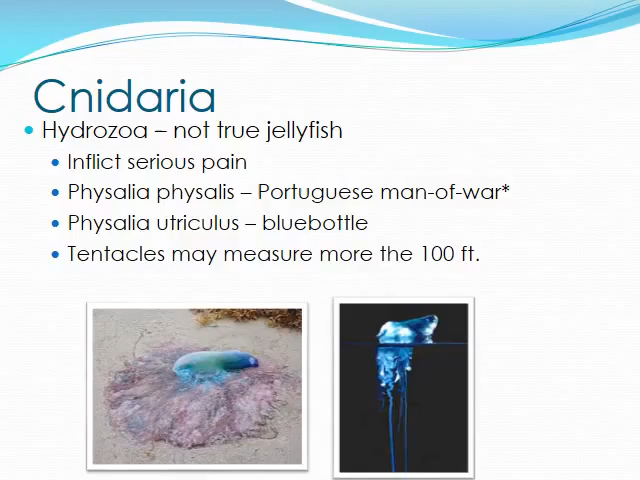 Cnidaria
Hydrozoa – not true jellyfish
Inflict serious pain
Physalia physalis – Portuguese man-of-war*
Physalia utriculus – bluebottle
Tentacles may measure more the 100 ft.